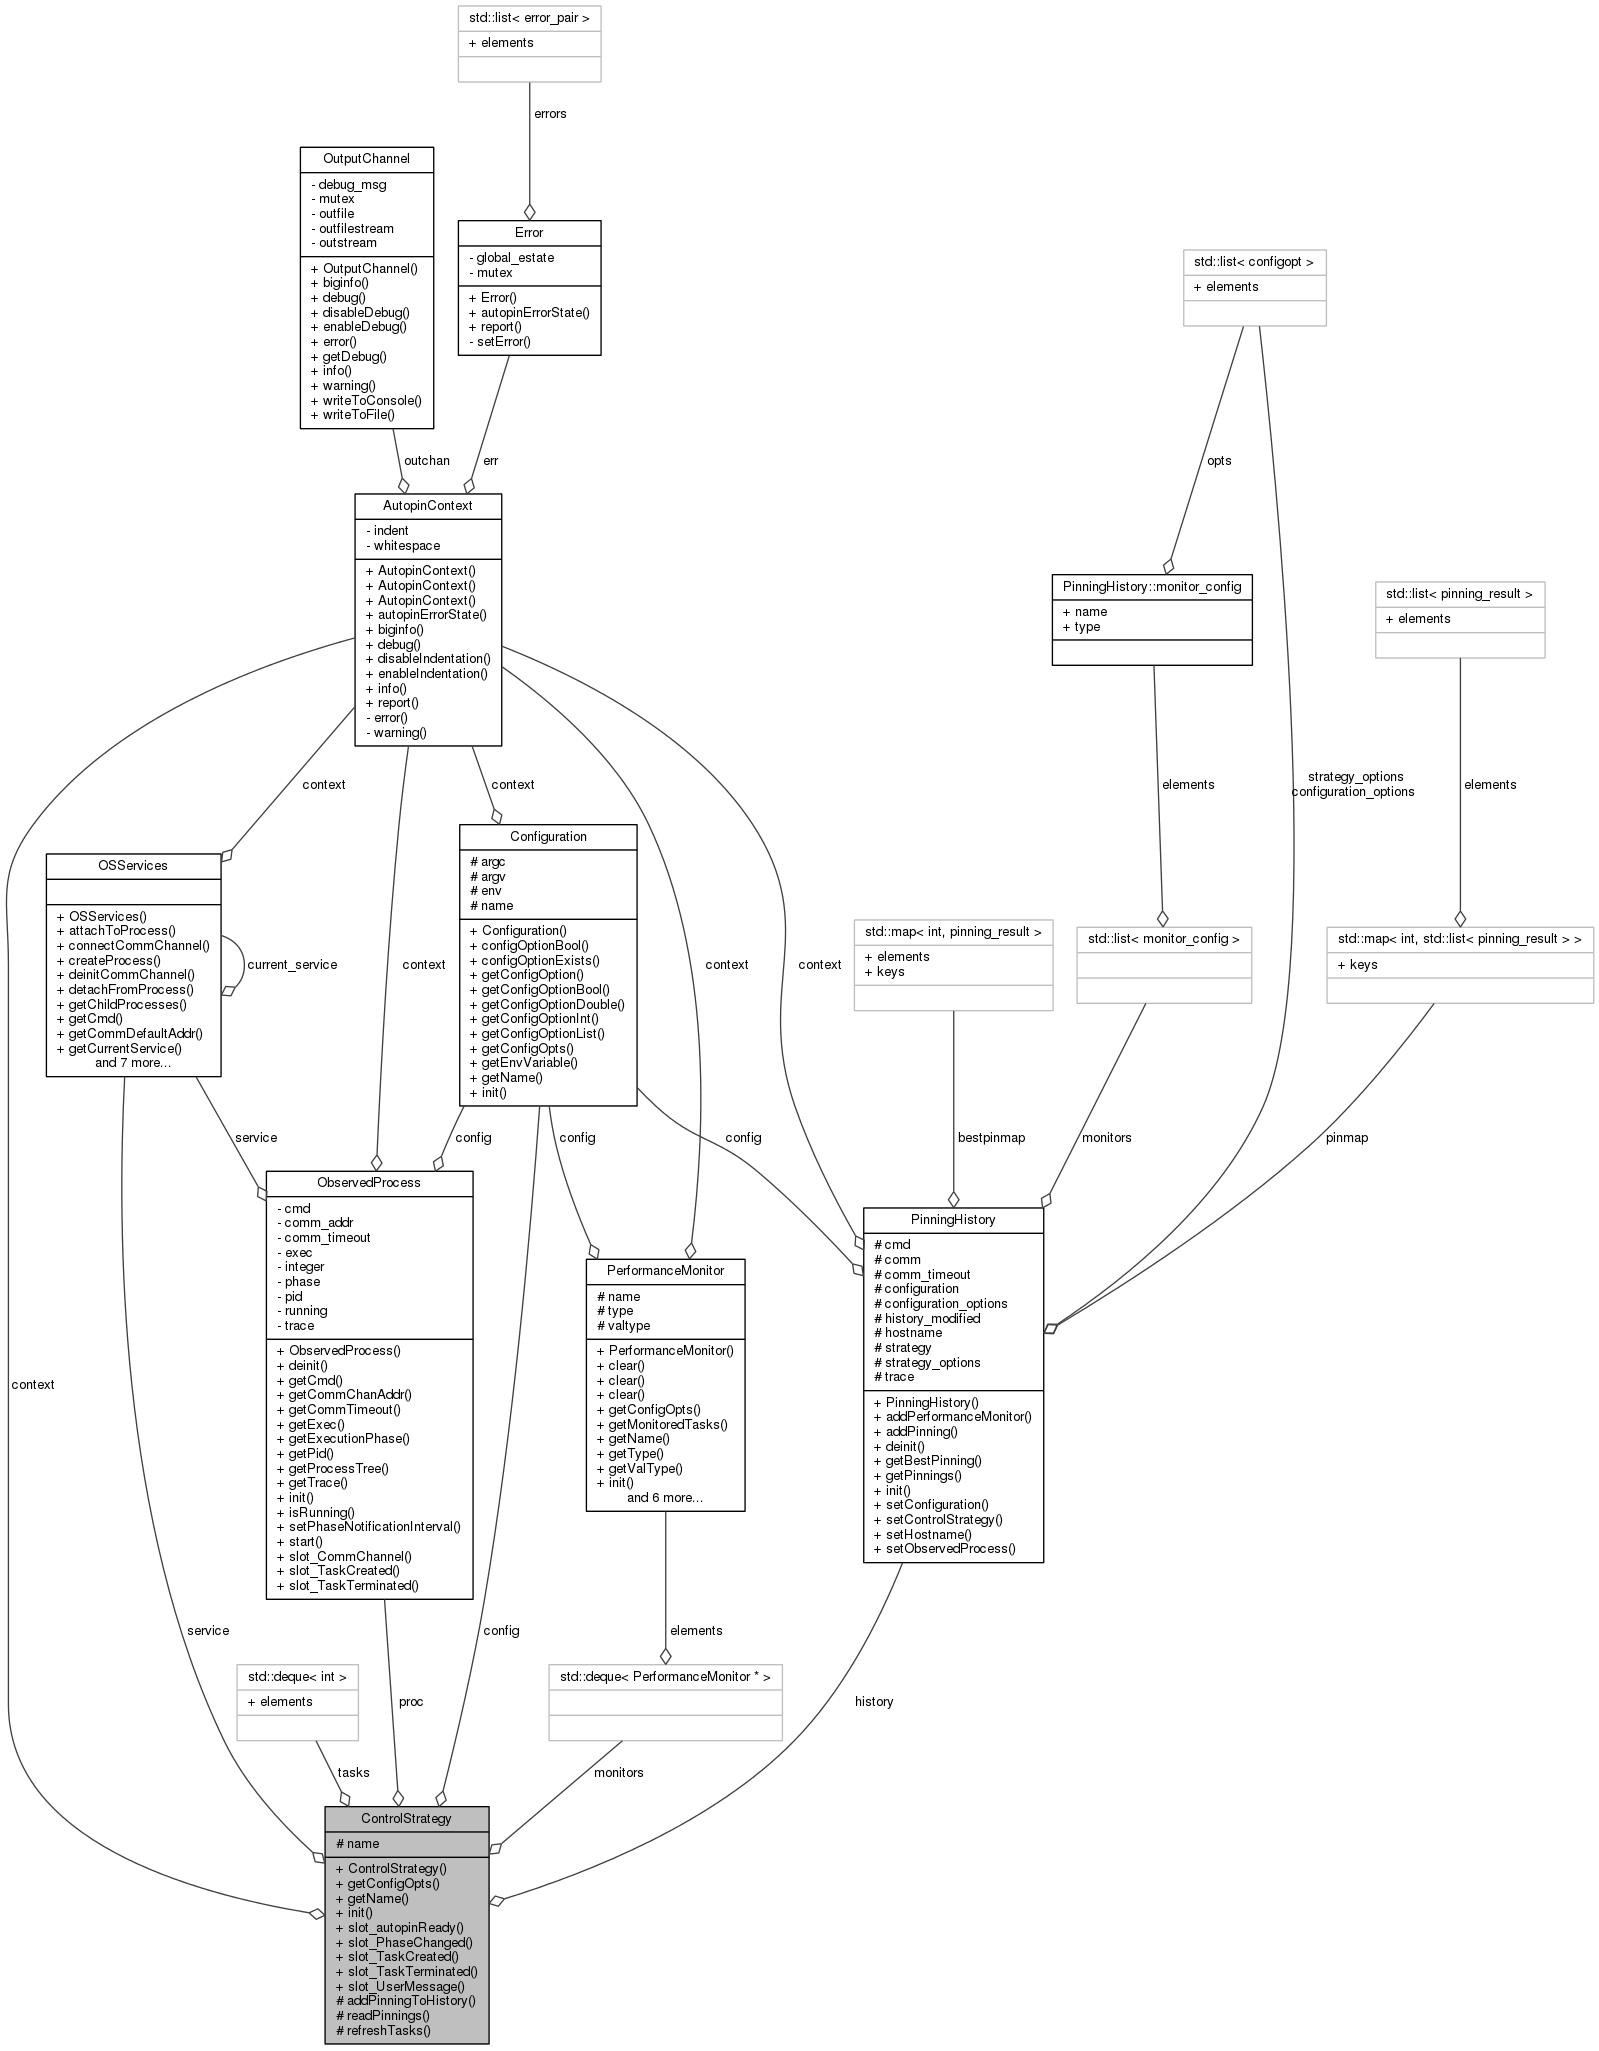 std::list< error_pair >
+ elements
errors
OutputChannel
- debug_msg
- mutex
- outfile
- outfilestream
- outstream
+ OutputChannel()
+ biginfo()
+ debug()
+ disableDebug()
+ enableDebug()
+ error()
+ getDebug()
+ info()
+ warning()
+ writeToConsole()
+ writeToFile()
Error
- global_estate
- mutex
+ Error()
+ autopinErrorState()
+ report()
- setError()
std::list< configopt >
+ elements
outchan
err
opts
AutopinContext
- indent
- whitespace
+ AutopinContext()
+ AutopinContext()
+ AutopinContext()
+ autopinErrorState()
+ biginfo()
+ debug()
+ disableIndentation()
+ enableIndentation()
+ info()
+ report()
- error()
- warning()
PinningHistory::monitor_config
+ name
+ type
std::list< pinning_result >
+ elements
context
context
elements
strategy_options
configuration_options
elements
OSServices
+ OSServices()
+ attachToProcess()
+ connectCommChannel()
+ createProcess()
+ deinitCommChannel()
+ detachFromProcess()
+ getChildProcesses()
+ getCmd()
+ getCommDefaultAddr()
+ getCurrentService()
and 7 more...
current_service
context
Configuration
# argc
# argv
# env
# name
+ Configuration()
+ configOptionBool()
+ configOptionExists()
+ getConfigOption()
+ getConfigOptionBool()
+ getConfigOptionDouble()
+ getConfigOptionInt()
+ getConfigOptionList()
+ getConfigOpts()
+ getEnvVariable()
+ getName()
+ init()
context
context
std::map< int, pinning_result >
+ elements
+ keys
std::list< monitor_config >
std::map< int, std::list< pinning_result > >
+ keys
service
config
config
config
bestpinmap
monitors
pinmap
ObservedProcess
- cmd
- comm_addr
- comm_timeout
- exec
- integer
- phase
- pid
- running
- trace
+ ObservedProcess()
+ deinit()
+ getCmd()
+ getCommChanAddr()
+ getCommTimeout()
+ getExec()
+ getExecutionPhase()
+ getPid()
+ getProcessTree()
+ getTrace()
+ init()
+ isRunning()
+ setPhaseNotificationInterval()
+ start()
+ slot_CommChannel()
+ slot_TaskCreated()
+ slot_TaskTerminated()
PerformanceMonitor
# name
# type
# valtype
+ PerformanceMonitor()
+ clear()
+ clear()
+ clear()
+ getConfigOpts()
+ getMonitoredTasks()
+ getName()
+ getType()
+ getValType()
+ init()
and 6 more...
PinningHistory
# cmd
# comm
# comm_timeout
# configuration
# configuration_options
# history_modified
# hostname
# strategy
# strategy_options
# trace
+ PinningHistory()
+ addPerformanceMonitor()
+ addPinning()
+ deinit()
+ getBestPinning()
+ getPinnings()
+ init()
+ setConfiguration()
+ setControlStrategy()
+ setHostname()
+ setObservedProcess()
context
service
config
elements
std::deque< int >
+ elements
proc
std::deque< PerformanceMonitor * >
history
tasks
monitors
ControlStrategy
# name
+ ControlStrategy()
+ getConfigOpts()
+ getName()
+ init()
+ slot_autopinReady()
+ slot_PhaseChanged()
+ slot_TaskCreated()
+ slot_TaskTerminated()
+ slot_UserMessage()
# addPinningToHistory()
# readPinnings()
# refreshTasks()